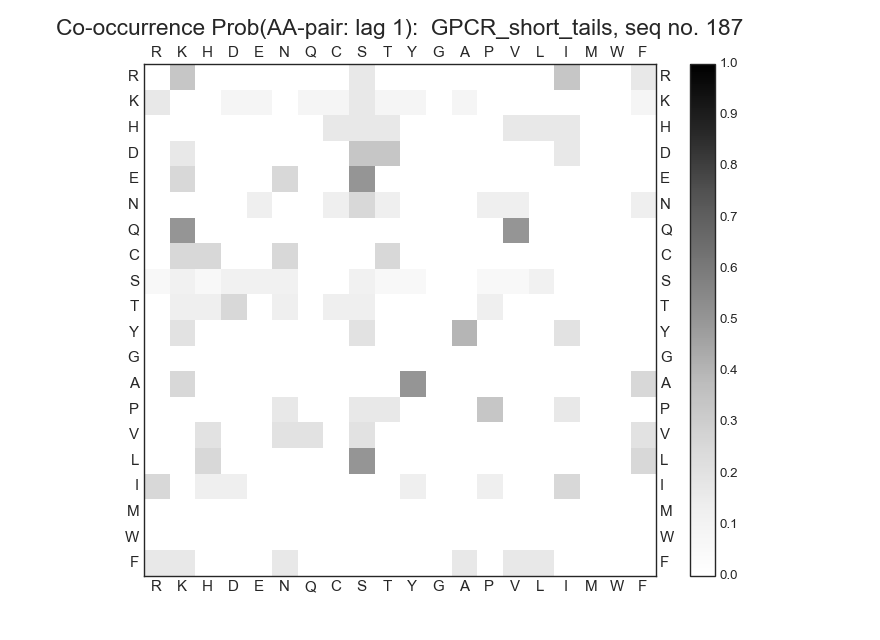 Co-occurrence Prob(AA-pair: lag 1):  GPCR_short_tails, seq no. 187
R K H D E N Q C S T Y G A P V L I M W F
R R 1.0
K K 0.9
H H
D D 0.8
E E
N N 0.7
Q Q 0.6
C C
S S 0.5
T T
Y Y 0.4
G G
A A 0.3
P P
V V 0.2
L L
I I 0.1
M M
W W
F F 0.0
R K H D E N Q C S T Y G A P V L I M W F